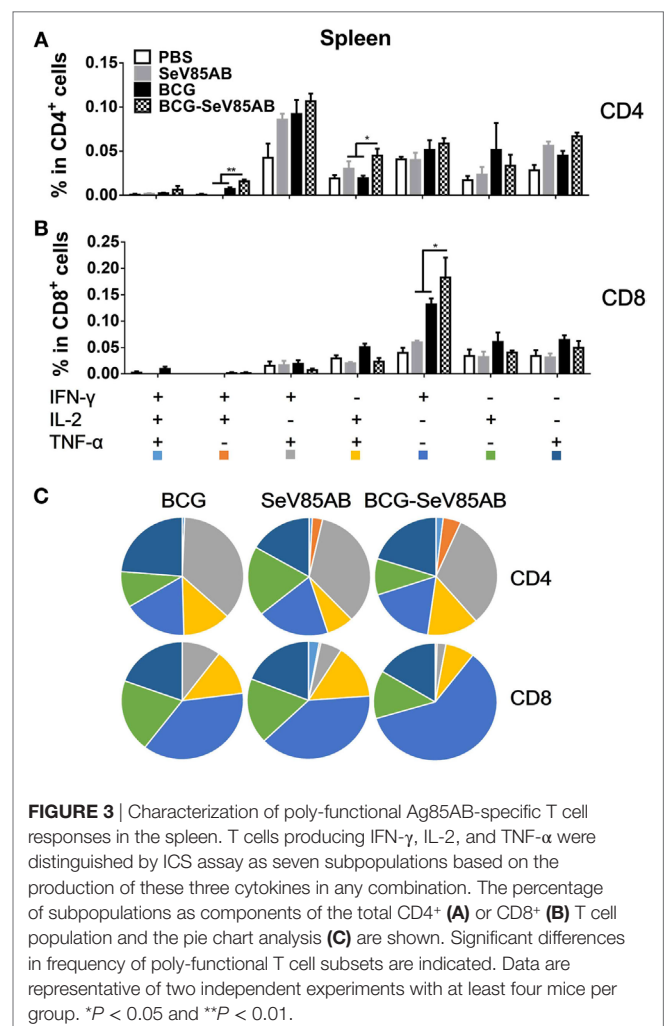 A
Spleen
PBS
SeV85AB
BCG
BCG-SeV85AB
% in CD4+ cells
0.15
0.10
0.05
0.00
**
*
CD4
B
% in CD8+ cells
0.25
0.20
0.15
0.10
0.05
0.00
*
CD8
IFN-γ + + + - + - -
IL-2 + + - + - + -
TNF-α + - + + - - +
C
BCG SeV85AB BCG-SeV85AB
CD4
CD8
FIGURE 3 | Characterization of poly-functional Ag85AB-specific T cell
responses in the spleen. T cells producing IFN-γ, IL-2, and TNF-α were
distinguished by ICS assay as seven subpopulations based on the
production of these three cytokines in any combination. The percentage
of subpopulations as components of the total CD4+ (A) or CD8+ (B) T cell
population and the pie chart analysis (C) are shown. Significant differences
in frequency of poly-functional T cell subsets are indicated. Data are
representative of two independent experiments with at least four mice per
group. *P < 0.05 and **P < 0.01.